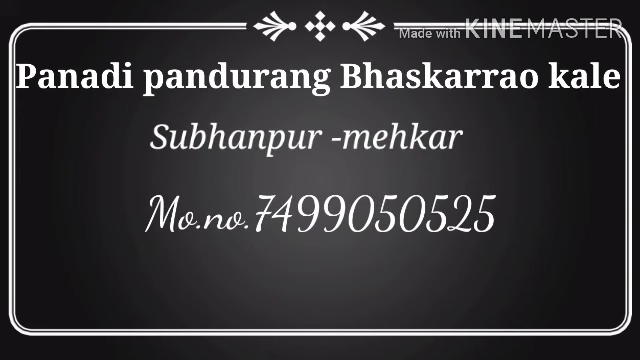 Made with KINEMASTER
Panadi pandurang Bhaskarrao kale
Subhanpur -mehkar
Mo.no.7499050525